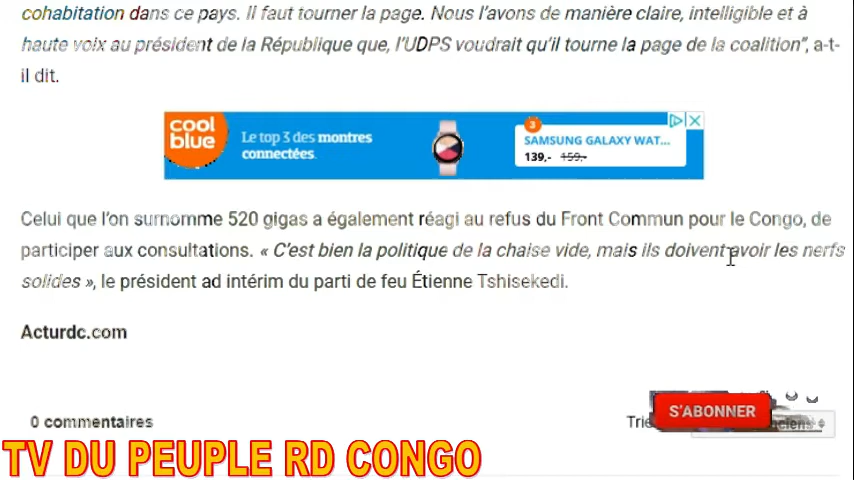 cohabitation dans ce pays. Il faut tourner la page. Nous l'avons de manière claire, intelligible et à
haute voix au président de la République que, l'UDPS voudrait qu'il tourne la page de la coalition", a-t-
il dit.
cool
blue
Le top 3 des montres
connectées.
3
SAMSUNG GALAXY WAT...
139,- 159,-
Celui que l'on surnomme 520 gigas a également réagi au refus du Front Commun pour le Congo, de
participer aux consultations. « C'est bien la politique de la chaise vide, mais ils doivent avoir les nerfs
solides », le président ad intérim du parti de feu Étienne Tshisekedi.
Acturdc.com
0 commentaires
S'ABONNER
TV DU PEUPLE RD CONGO